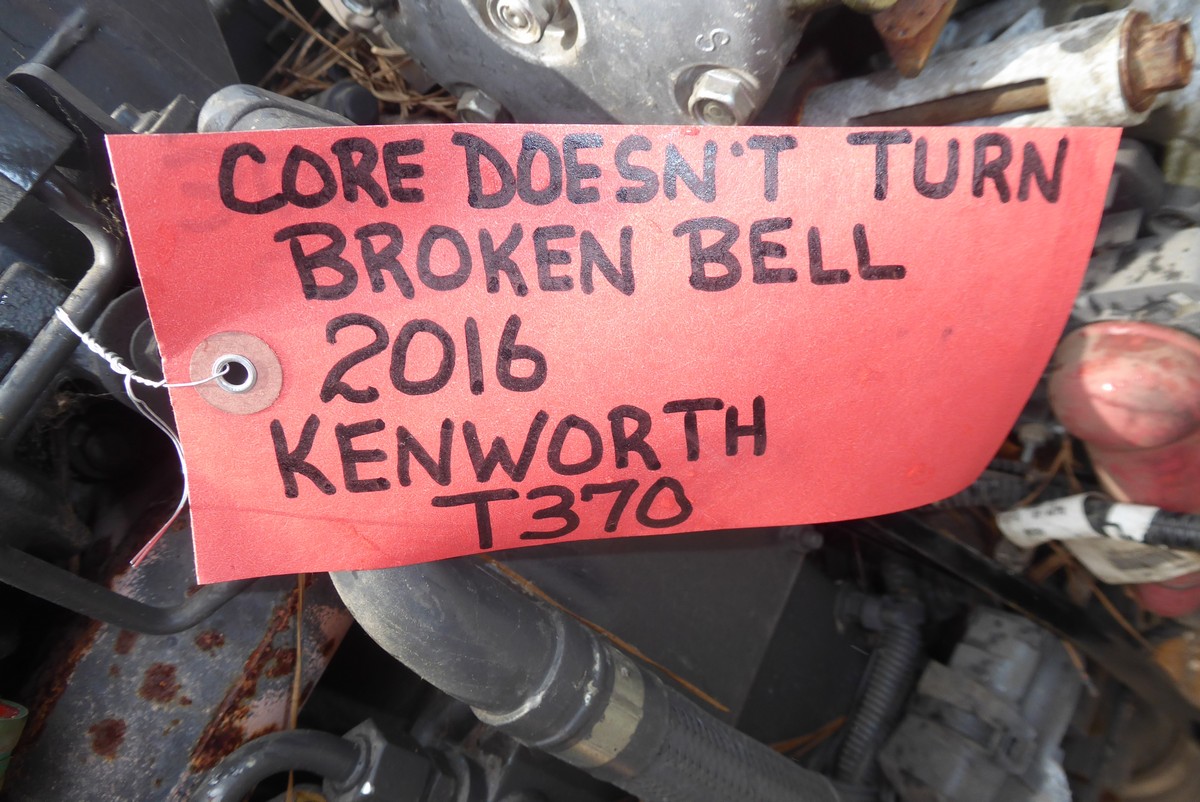 CORE DOESN'T TURN
BROKEN BELL
2016
KENWORTH
T370
S